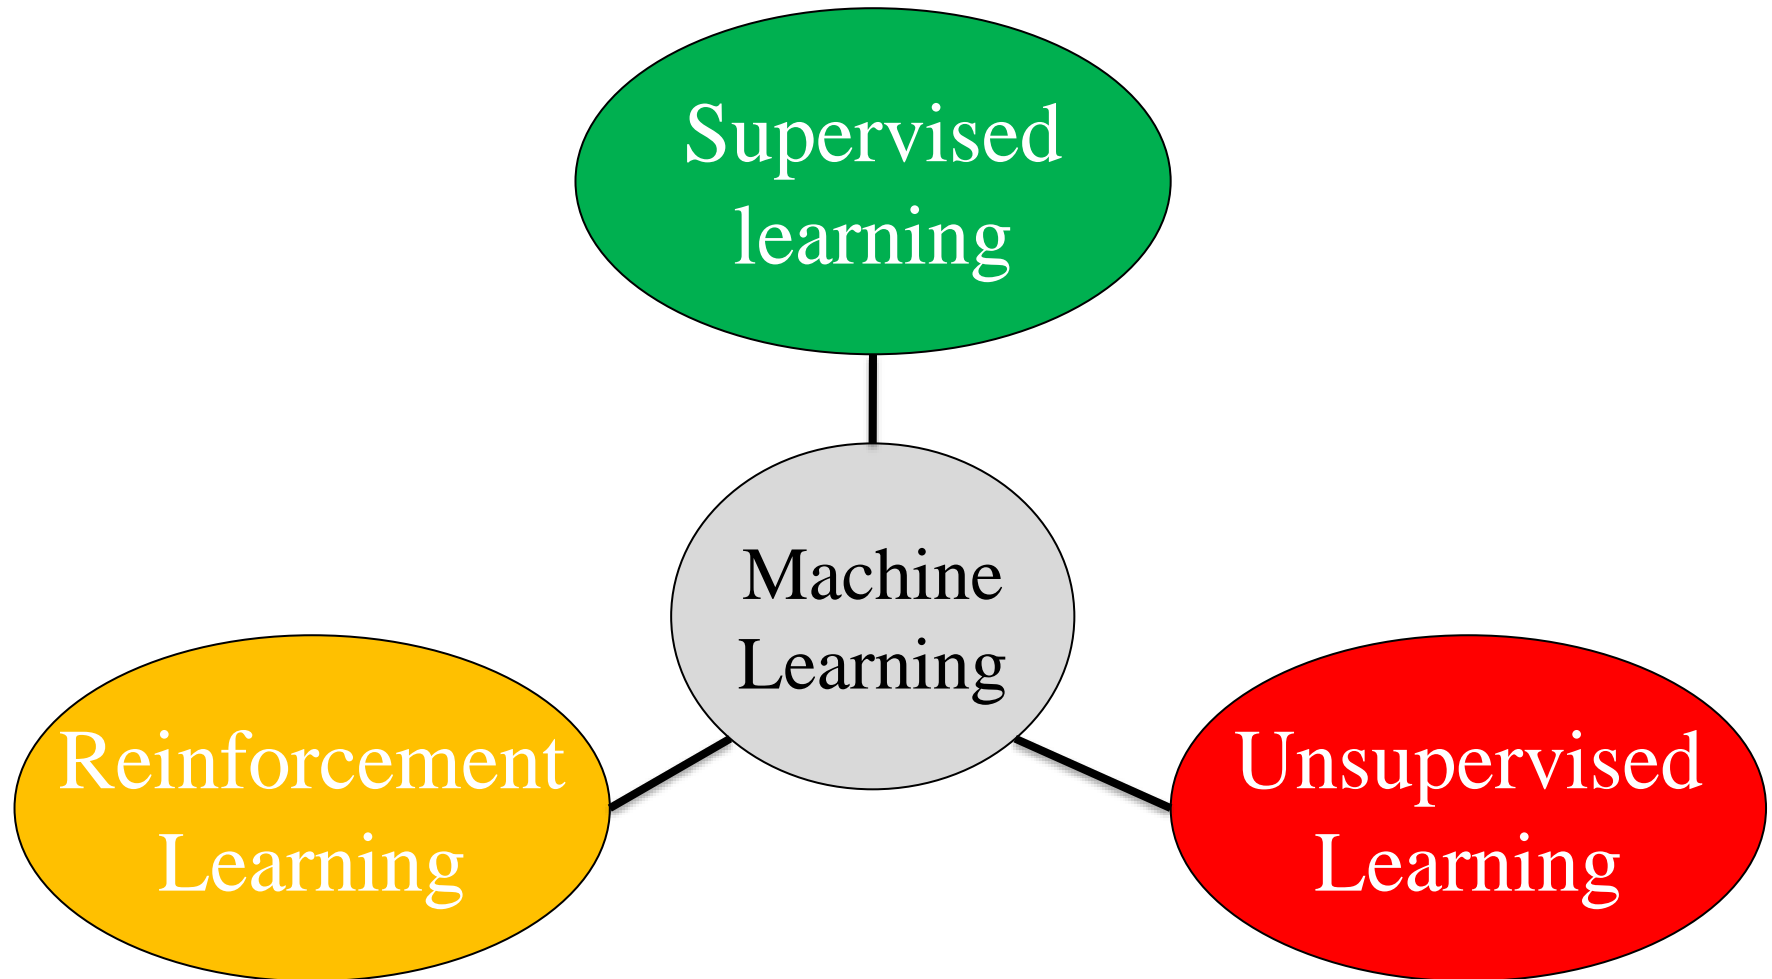 Supervised
learning
Machine
Learning
Reinforcement
Learning
Unsupervised
Learning